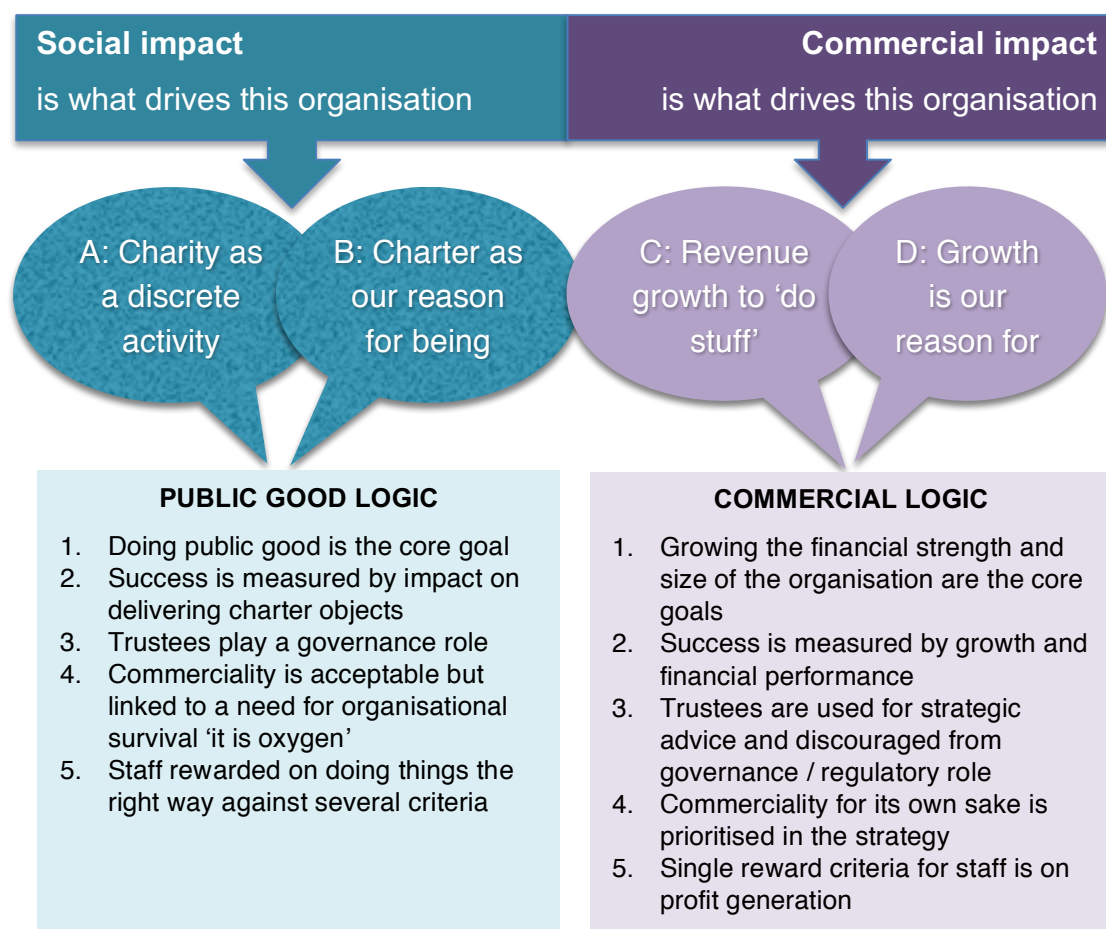 Social impact
is what drives this organisation
Commercial impact
is what drives this organisation
A: Charity as
a discrete
activity
B: Charter as
our reason
for being
C: Revenue
growth to ‘do
stuff’
D: Growth
is our
reason for
PUBLIC GOOD LOGIC
1. Doing public good is the core goal
2. Success is measured by impact on
delivering charter objects
3. Trustees play a governance role
4. Commerciality is acceptable but
linked to a need for organisational
survival ‘it is oxygen’
5. Staff rewarded on doing things the
right way against several criteria
COMMERCIAL LOGIC
1. Growing the financial strength and
size of the organisation are the core
goals
2. Success is measured by growth and
financial performance
3. Trustees are used for strategic
advice and discouraged from
governance / regulatory role
4. Commerciality for its own sake is
prioritised in the strategy
5. Single reward criteria for staff is on
profit generation